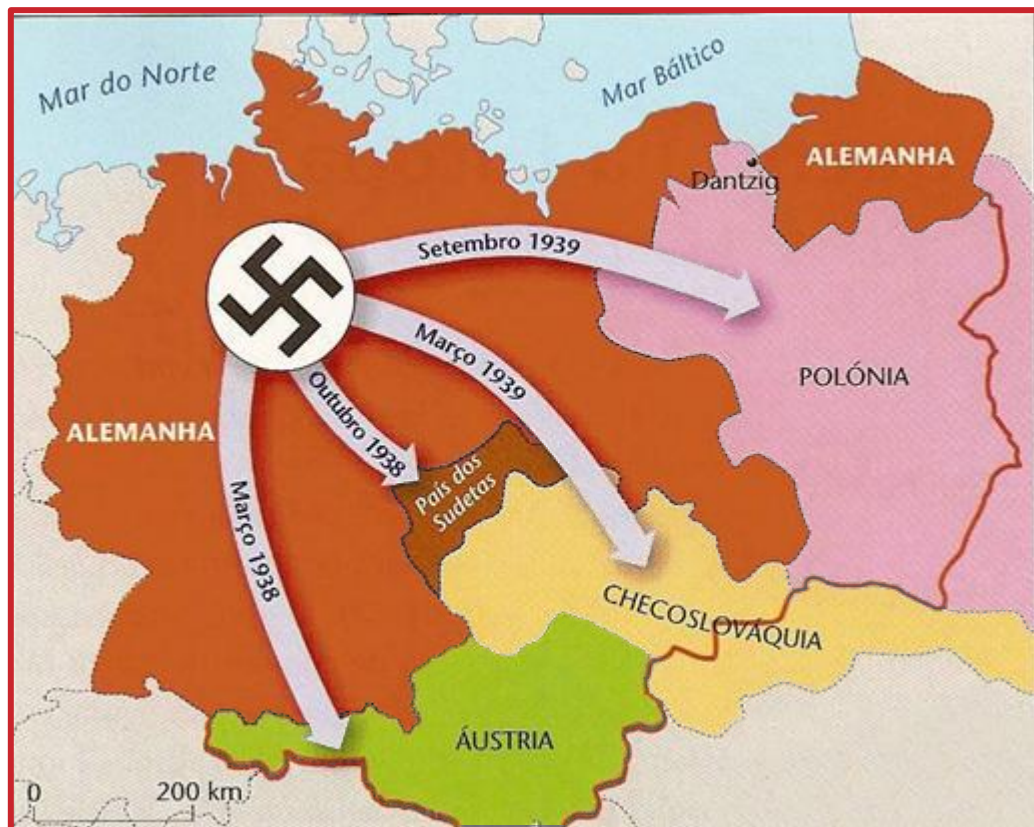 Mar do Norte
Mar Báltico
ALEMANHA
Dantzig
Setembro 1939
Março 1939
POLÓNIA
Outubro 1938
ALEMANHA
País dos
Sudetas
Março 1938
CHECOSLOVÁQUIA
ÁUSTRIA
0 200 km